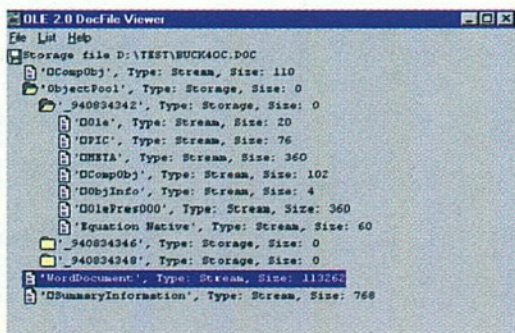 OLE 2.0 DocFile Viewer
File List Help
Storage file D:\TEST\BUCK4OC.DOC
'□CompObj', Type: Stream, Size: 110
'ObjectPool', Type: Storage, Size: 0
'_940834342', Type: Storage, Size: 0
'□Ole', Type: Stream, Size: 20
'□PIC', Type: Stream, Size: 76
'□META', Type: Stream, Size: 360
'□CompObj', Type: Stream, Size: 102
'□ObjInfo', Type: Stream, Size: 4
'□OlePres000', Type: Stream, Size: 360
'Equation Native', Type: Stream, Size: 60
'_940834346', Type: Storage, Size: 0
'_940834348', Type: Storage, Size: 0
'WordDocument', Type: Stream, Size: 113262
'□SummaryInformation', Type: Stream, Size: 768